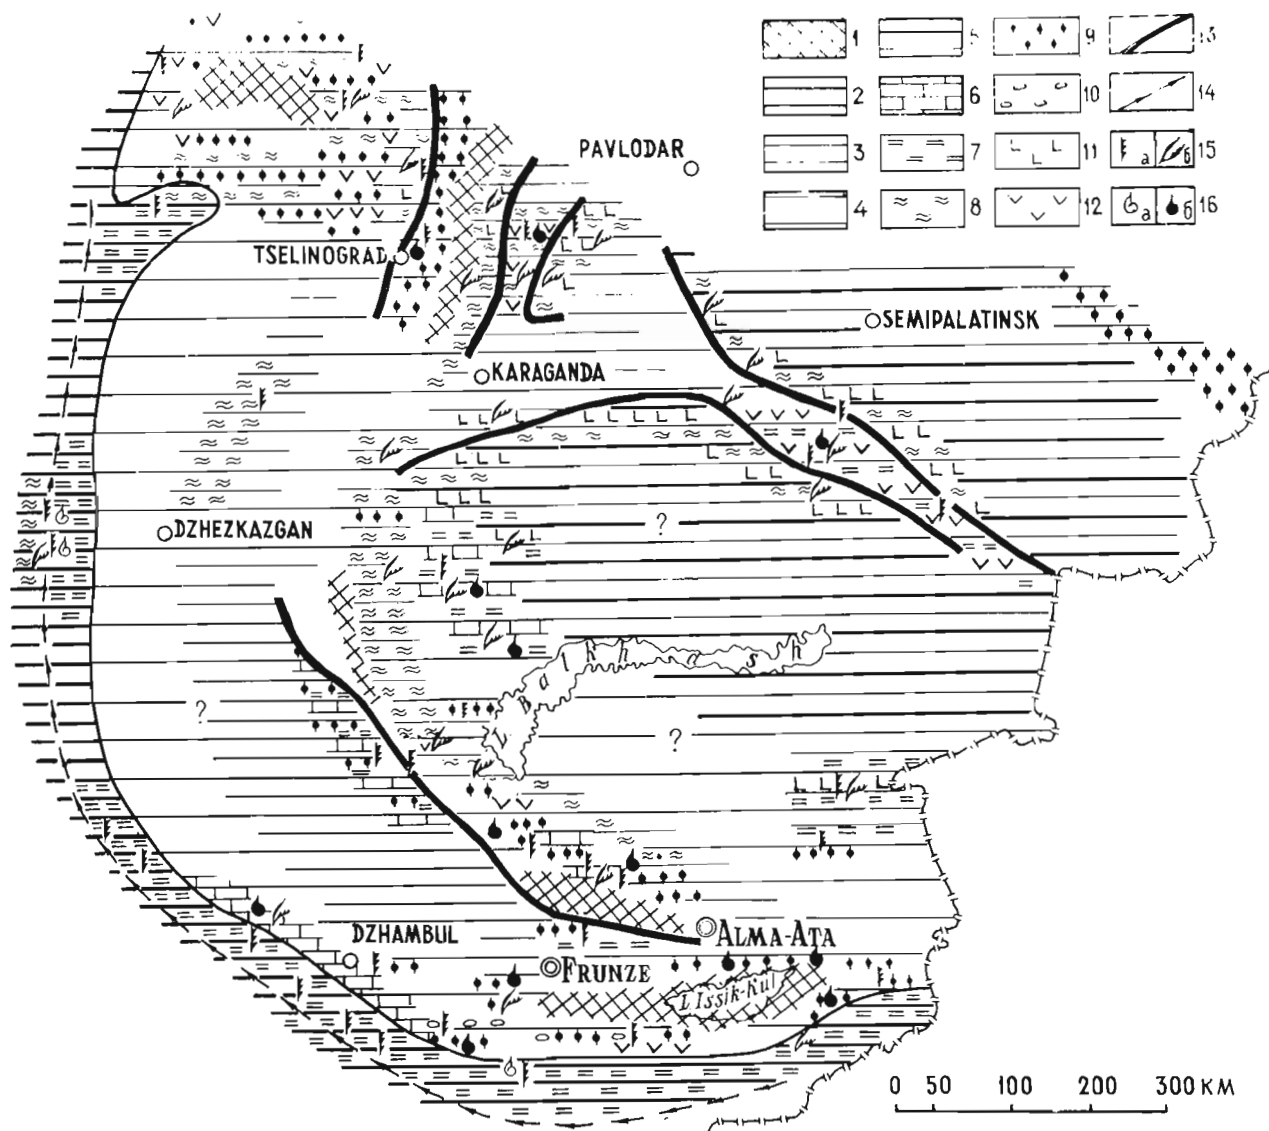 1
5
9
13
2
6
10
14
3
7
11
а
б
15
4
8
12
а
б
16
PAVLODAR
TSELINOGRAD
SEMIPALATINSK
KARAGANDA
?
DZHEZKAZGAN
L Balkhash
?
?
DZHAMBUL
ALMA-ATA
FRUNZE
L Issik-Kul
0 50 100 200 300 KM